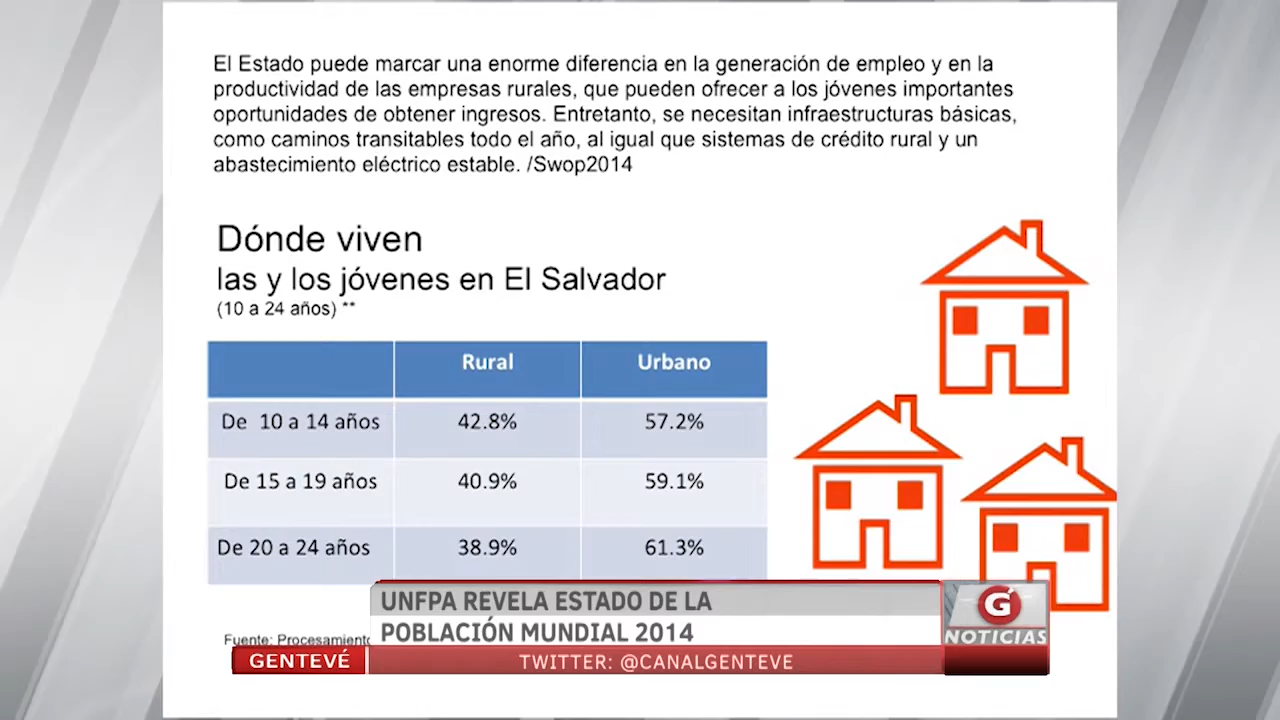 El Estado puede marcar una enorme diferencia en la generación de empleo y en la
productividad de las empresas rurales, que pueden ofrecer a los jóvenes importantes
oportunidades de obtener ingresos. Entretanto, se necesitan infraestructuras básicas,
como caminos transitables todo el año, al igual que sistemas de crédito rural y un
abastecimiento eléctrico estable. /Swop2014
Dónde viven
las y los jóvenes en El Salvador
(10 a 24 años) **
Rural Urbano
De 10 a 14 años 42.8% 57.2%
De 15 a 19 años 40.9% 59.1%
De 20 a 24 años 38.9% 61.3%
Fuente: Procesamiento
UNFPA REVELA ESTADO DE LA
POBLACIÓN MUNDIAL 2014
G NOTICIAS
GENTEVÉ
TWITTER: @CANALGENTEVE